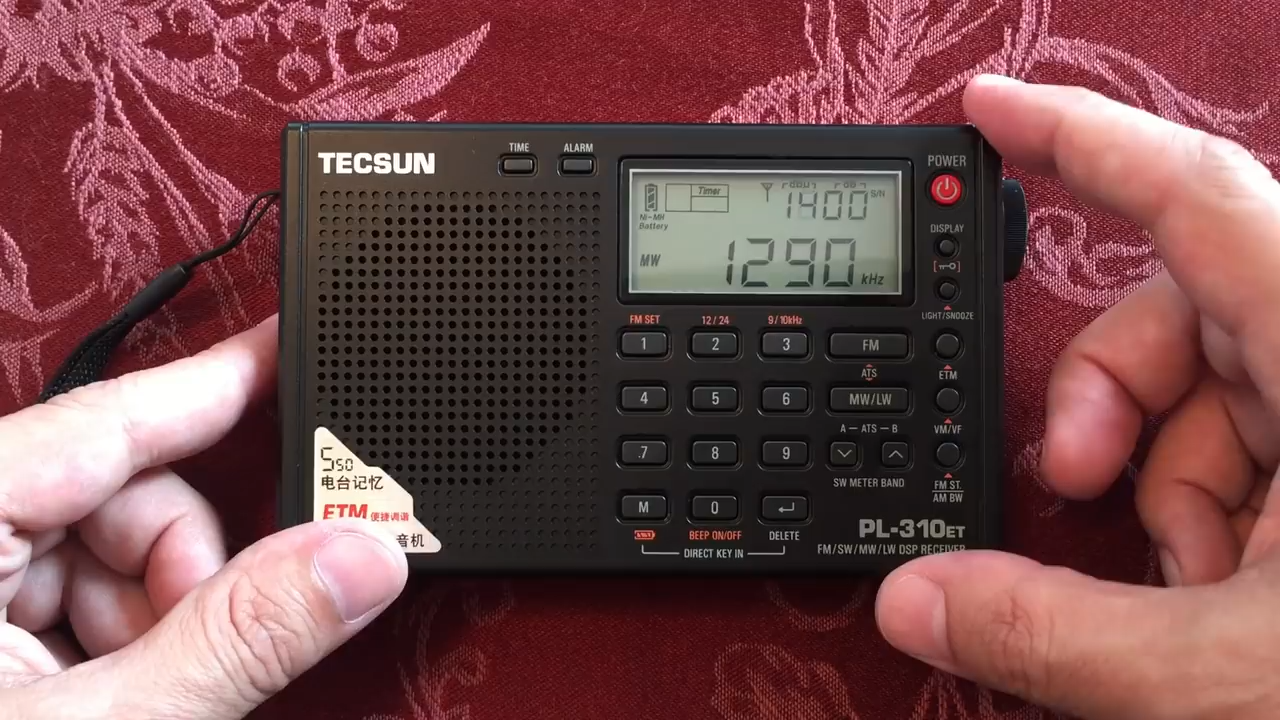 TECSUN
TIME
ALARM
POWER
Timer
1400
S/N
Ni-MH
Battery
MW
1290 kHz
DISPLAY
LIGHT/SNOOZE
FM SET
12 / 24
9 / 10kHz
1
2
3
FM
ATS
ETM
4
5
6
MW/LW
A — ATS — B
VM/VF
.7
8
9
SW METER BAND
FM ST.
AM BW
M
0
BEEP ON/OFF
DELETE
DIRECT KEY IN
PL-310ET
FM/SW/MW/LW DSP RECEIVER
550
电台记忆
ETM 便捷调谐
音机